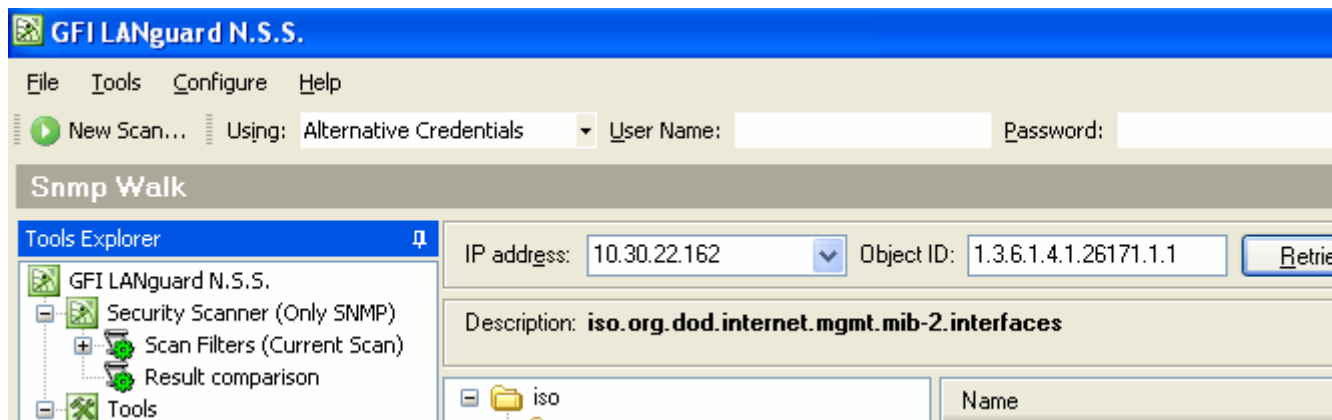 GFI LANguard N.S.S.
File Tools Configure Help
New Scan... Using: Alternative Credentials User Name: Password:
Snmp Walk
Tools Explorer
IP address: 10.30.22.162 Object ID: 1.3.6.1.4.1.26171.1.1 Retrie
GFI LANguard N.S.S.
Security Scanner (Only SNMP)
Description: iso.org.dod.internet.mgmt.mib-2.interfaces
Scan Filters (Current Scan)
Result comparison
iso Name
Tools